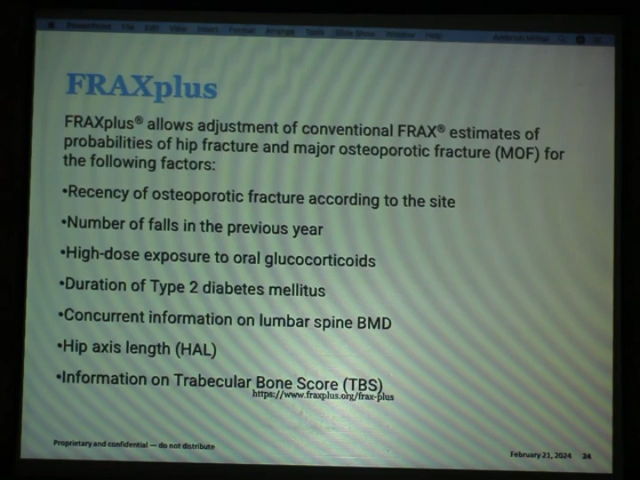 FRAXplus
FRAXplus® allows adjustment of conventional FRAX® estimates of
probabilities of hip fracture and major osteoporotic fracture (MOF) for
the following factors:
•Recency of osteoporotic fracture according to the site
•Number of falls in the previous year
•High-dose exposure to oral glucocorticoids
•Duration of Type 2 diabetes mellitus
•Concurrent information on lumbar spine BMD
•Hip axis length (HAL)
•Information on Trabecular Bone Score (TBS)
https://www.fraxplus.org/frax-plus
Proprietary and confidential — do not distribute
February 21, 2024 24